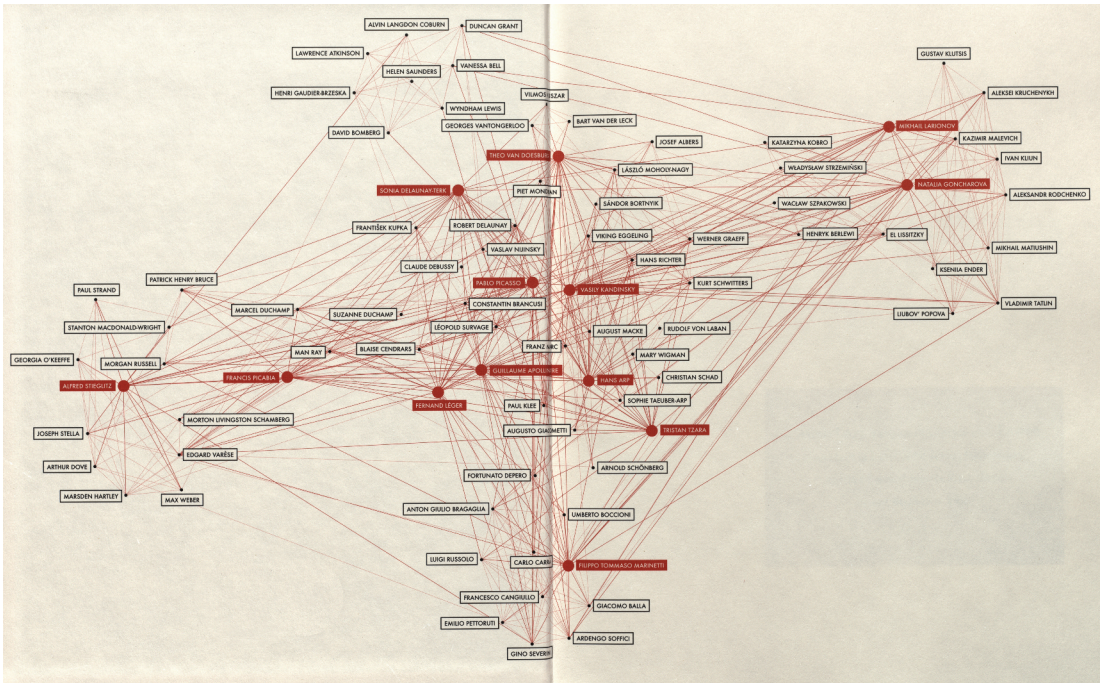 ALVIN LANGDON COBURN
DUNCAN GRANT
LAWRENCE ATKINSON
GUSTAV KLUTSIS
VANESSA BELL
HELEN SAUNDERS
HENRI GAUDIER-BRZESKA
ALEKSEI KRUCHENYKH
WYNDHAM LEWIS
BART VAN DER LECK
GEORGES VANTONGERLOO
MIKHAIL LARIONOV
DAVID BOMBERG
KAZIMIR MALEVICH
JOSEF ALBERS
KATARZYNA KOBRO
IVAN KLIUN
WŁADYSŁAW STRZEMIŃSKI
LÁSZLÓ MOHOLY-NAGY
NATALIA GONCHAROVA
SONIA DELAUNAY-TERK
ALEKSANDR RODCHENKO
SÁNDOR BORTNYIK
WACŁAW SZPAKOWSKI
ROBERT DELAUNAY
FRANTIŠEK KUPKA
HENRYK BERLEWI
EL LISSITZKY
VIKING EGGELING
WERNER GRAEFF
MIKHAIL MATIUSHIN
VASLAV NIJINSKY
HANS RICHTER
CLAUDE DEBUSSY
KSENIIA ENDER
PATRICK HENRY BRUCE
PABLO PICASSO
KURT SCHWITTERS
PAUL STRAND
VASILY KANDINSKY
CONSTANTIN BRANCUSI
VLADIMIR TATLIN
MARCEL DUCHAMP
SUZANNE DUCHAMP
LIUBOV' POPOVA
STANTON MACDONALD-WRIGHT
LÉOPOLD SURVAGE
AUGUST MACKE
RUDOLF VON LABAN
BLAISE CENDRARS
MAN RAY
MARY WIGMAN
GEORGIA O'KEEFFE
MORGAN RUSSELL
GUILLAUME
FRANCIS PICABIA
CHRISTIAN SCHAD
HANS ARP
ALFRED STIEGLITZ
SOPHIE TAEUBER-ARP
FERNAND LÉGER
PAUL KLEE
MORTON LIVINGSTON SCHAMBERG
AUGUSTO
TRISTAN TZARA
JOSEPH STELLA
EDGARD VARÈSE
ARTHUR DOVE
ARNOLD SCHÖNBERG
FORTUNATO DEPERO
MARSDEN HARTLEY
MAX WEBER
ANTON GIULIO BRAGAGLIA
UMBERTO BOCCIONI
LUIGI RUSSOLO
CARLO
FILIPPO TOMMASO MARINETTI
FRANCESCO CANGIULLO
GIACOMO BALLA
EMILIO PETTORUTI
ARDENGO SOFFICI
GINO
THEO VAN
PIET